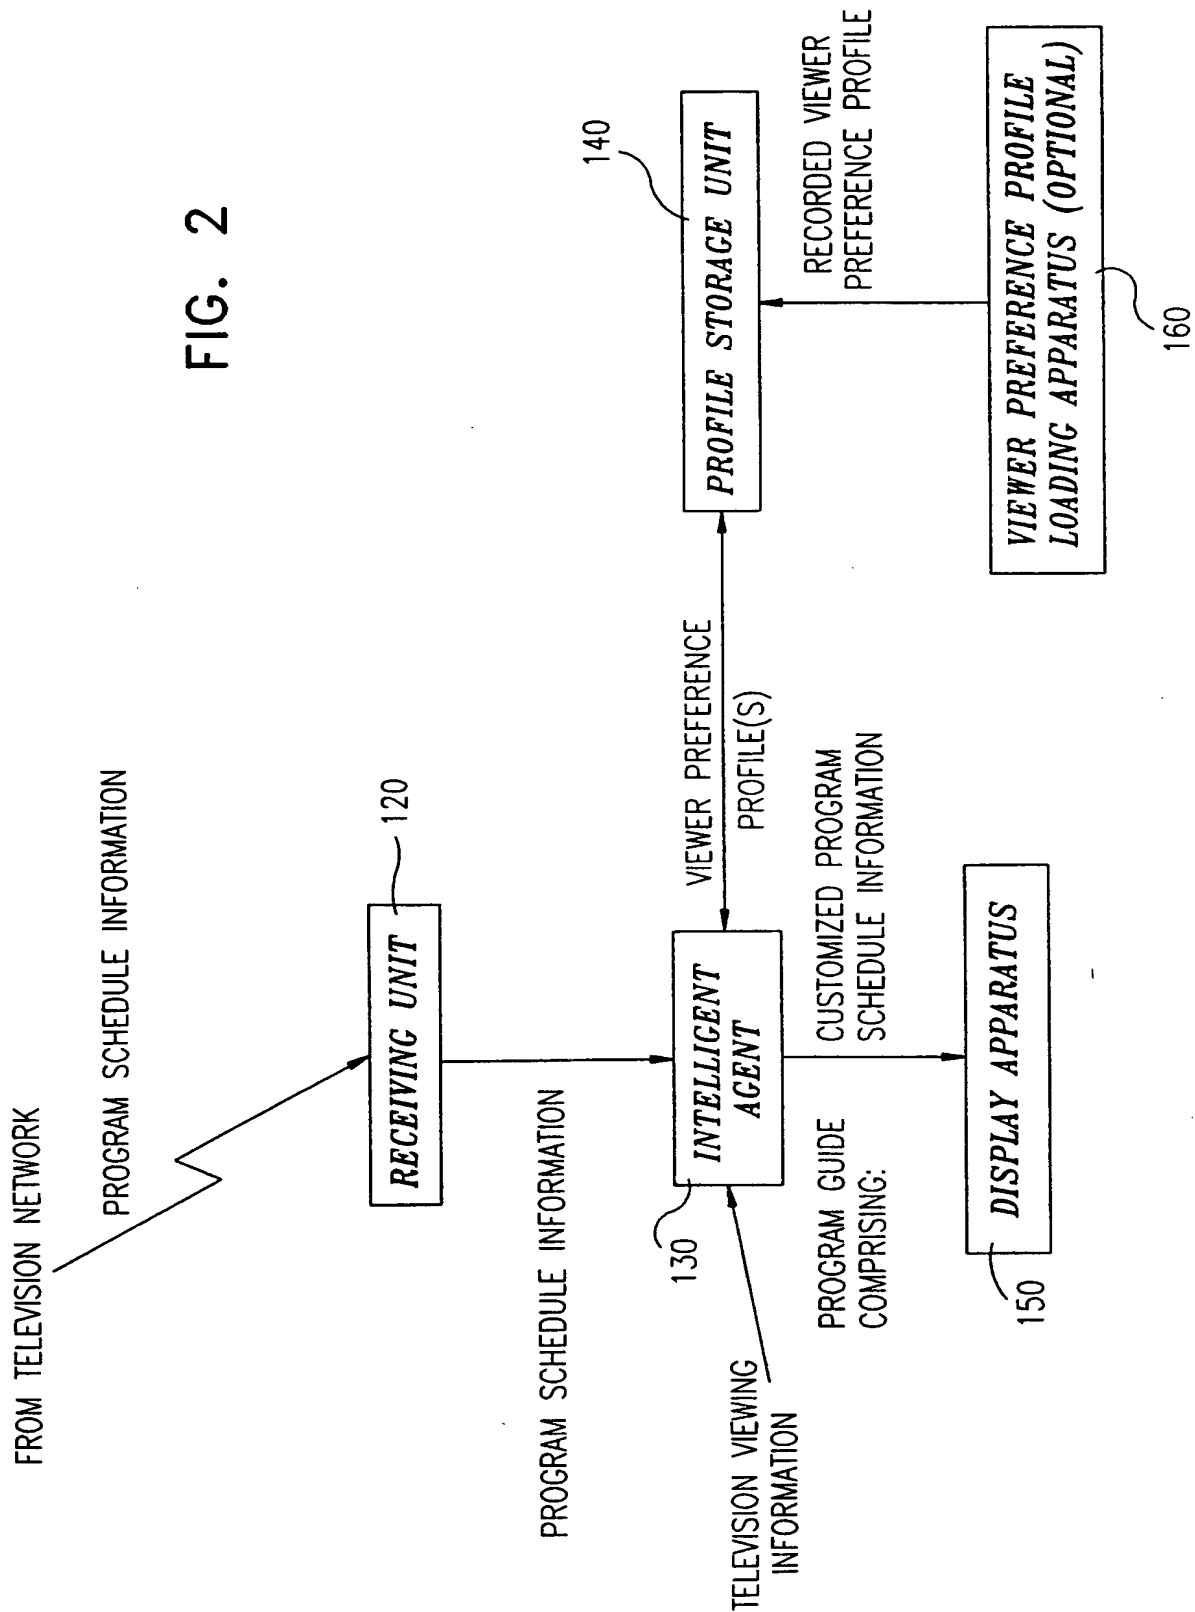 FIG. 2
FROM TELEVISION NETWORK
PROGRAM SCHEDULE INFORMATION
120
RECEIVING UNIT
PROGRAM SCHEDULE INFORMATION
130
INTELLIGENT
AGENT
TELEVISION VIEWING
INFORMATION
VIEWER PREFERENCE
PROFILE(S)
140
PROFILE STORAGE UNIT
PROGRAM GUIDE
COMPRISING:
CUSTOMIZED PROGRAM
SCHEDULE INFORMATION
RECORDED VIEWER
PREFERENCE PROFILE
150
DISPLAY APPARATUS
VIEWER PREFERENCE PROFILE
LOADING APPARATUS (OPTIONAL)
160